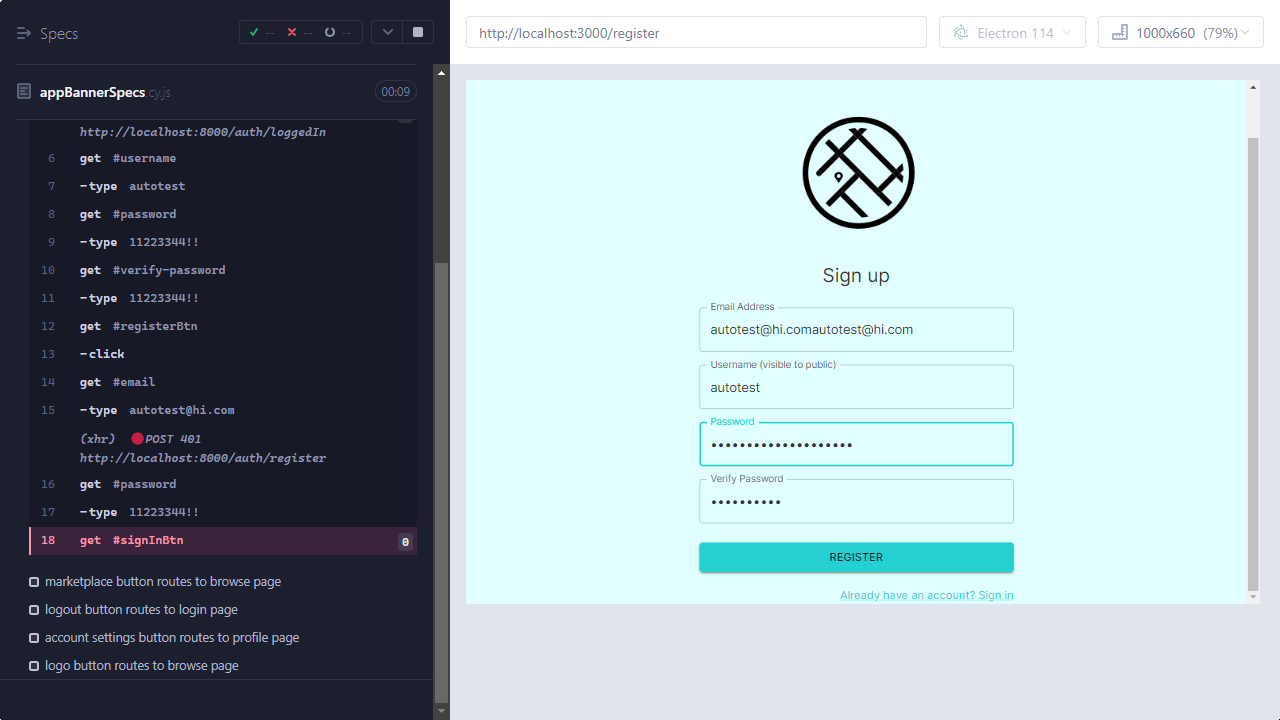 Specs
-- -- --
appBannerSpecs.cy.js
00:09
http://localhost:8000/auth/loggedIn
6 get #username
7 -type autotest
8 get #password
9 -type 11223344!!
10 get #verify-password
11 -type 11223344!!
12 get #registerBtn
13 -click
14 get #email
15 -type autotest@hi.com
(xhr) POST 401
http://localhost:8000/auth/register
16 get #password
17 -type 11223344!!
18 get #signInBtn 0
marketplace button routes to browse page
logout button routes to login page
account settings button routes to profile page
logo button routes to browse page
http://localhost:3000/register
Electron 114
1000x660 (79%)
Sign up
Email Address
autotest@hi.comautotest@hi.com
Username (visible to public)
autotest
Password
••••••••••••••••••••
Verify Password
••••••••••
REGISTER
Already have an account? Sign in